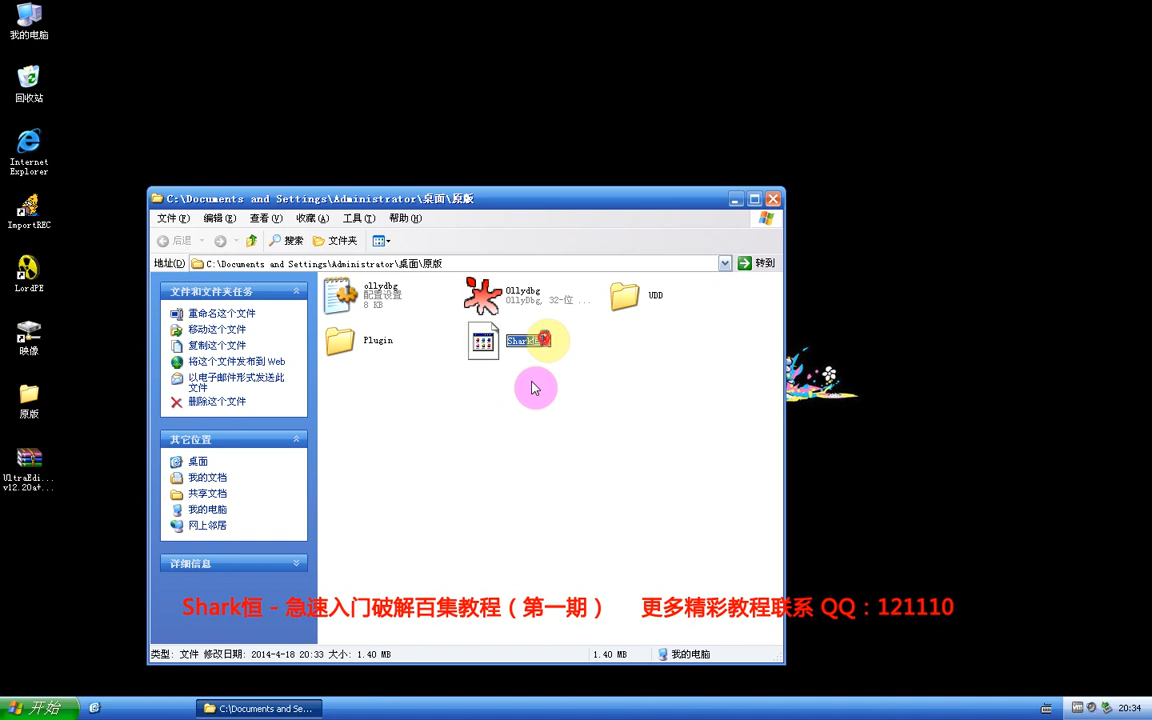 我的电脑
回收站
Internet
Explorer
ImportREC
LordPE
映像
原版
UltraEdi...
v12.20at...
C:\Documents and Settings\Administrator\桌面\原版
文件(F) 编辑(E) 查看(V) 收藏(A) 工具(T) 帮助(H)
后退 搜索 文件夹
地址(D) C:\Documents and Settings\Administrator\桌面\原版 转到
文件和文件夹任务
重命名这个文件
移动这个文件
复制这个文件
将这个文件发布到 Web
以电子邮件形式发送此
文件
删除这个文件
其它位置
桌面
我的文档
共享文档
我的电脑
网上邻居
详细信息
ollydbg
配置设置
8 KB
Ollydbg
OllyDbg, 32-位 ...
UDD
Plugin
Shark
Shark恒 - 急速入门破解百集教程（第一期） 更多精彩教程联系 QQ：121110
类型: 文件 修改日期: 2014-4-18 20:33 大小: 1.40 MB 1.40 MB 我的电脑
开始 C:\Documents and Se... 20:34